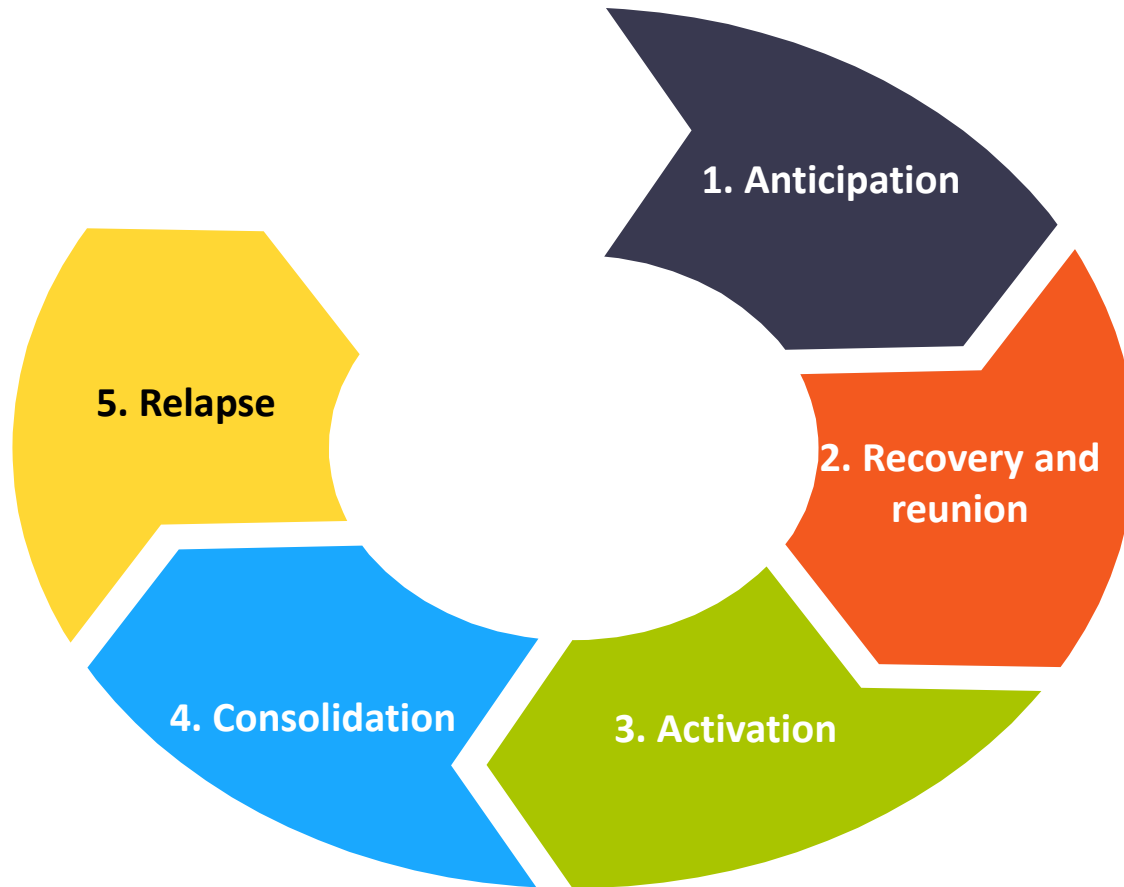 1. Anticipation
2. Recovery and
reunion
3. Activation
4. Consolidation
5. Relapse